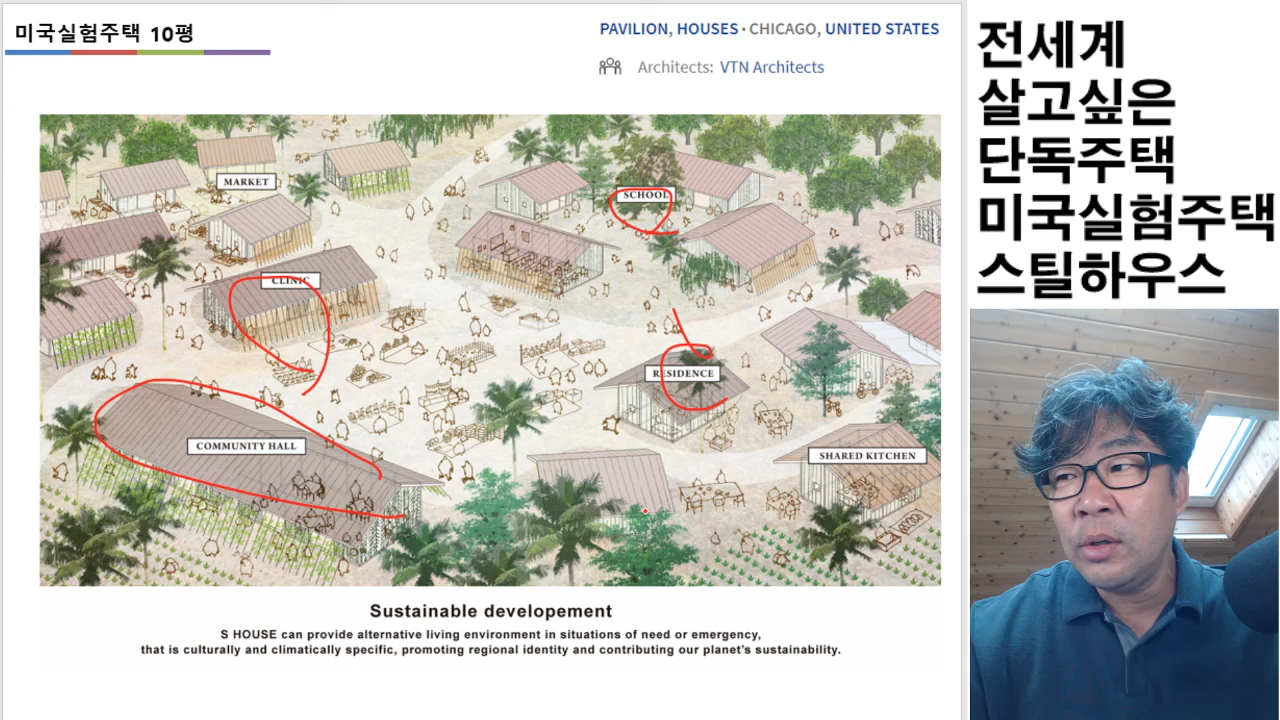 미국실험주택 10평
PAVILION, HOUSES · CHICAGO, UNITED STATES
Architects: VTN Architects
MARKET
SCHOOL
CLINIC
RESIDENCE
COMMUNITY HALL
SHARED KITCHEN
Sustainable developement
S HOUSE can provide alternative living environment in situations of need or emergency,
that is culturally and climatically specific, promoting regional identity and contributing our planet's sustainability.
전세계
살고싶은
단독주택
미국실험주택
스틸하우스